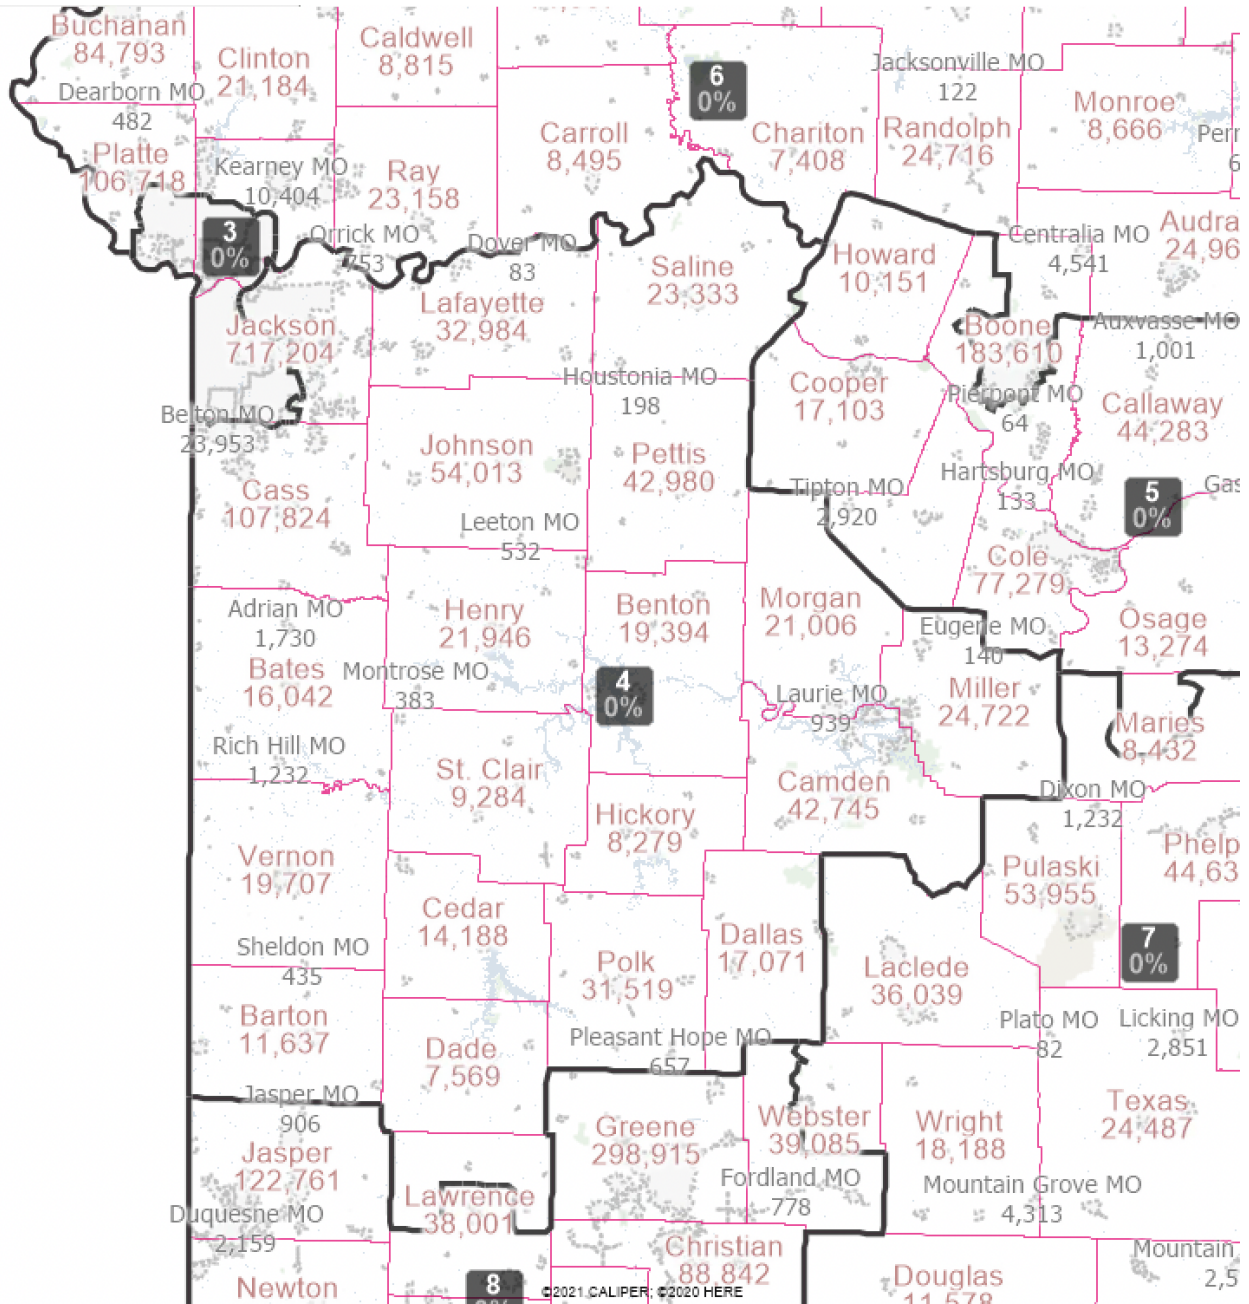 Buchanan
84,793
Clinton
21,184
Caldwell
8,815
6
0%
Jacksonville MO
122
Monroe
8,666
Dearborn MO
482
Carroll
8,495
Chariton
7,408
Randolph
24,716
Platte
106,718
Kearney MO
10,404
Ray
23,158
3
0%
Orrick MO
753
Dover MO
83
Saline
23,333
Howard
10,151
Centralia MO
4,541
Audra
24,96
Lafayette
32,984
Jackson
717,204
Boone
183,610
Auxvasse MO
1,001
Houstonia MO
198
Cooper
17,103
Pierpont MO
64
Callaway
44,283
Belton MO
23,953
Johnson
54,013
Pettis
42,980
Hartsburg MO
133
Tipton MO
2,920
5
0%
Gas
Cass
107,824
Leeton MO
532
Cole
77,279
Adrian MO
1,730
Henry
21,946
Benton
19,394
Morgan
21,006
Eugene MO
140
Osage
13,274
Bates
16,042
Montrose MO
383
4
0%
Laurie MO
939
Miller
24,722
Maries
8,432
Rich Hill MO
1,232
St. Clair
9,284
Camden
42,745
Dixon MO
1,232
Hickory
8,279
Vernon
19,707
Pulaski
53,955
Phelp
44,63
Cedar
14,188
Sheldon MO
435
Polk
31,519
Dallas
17,071
Laclede
36,039
7
0%
Barton
11,637
Dade
7,569
Pleasant Hope MO
657
Plato MO
82
Licking MO
2,851
Jasper MO
906
Greene
298,915
Webster
39,085
Wright
18,188
Texas
24,487
Jasper
122,761
Lawrence
38,001
Fordland MO
778
Mountain Grove MO
4,313
Duquesne MO
2,159
Christian
88,842
Mountain
2,5
Newton
8
©2021 CALIPER; ©2020 HERE
Douglas
11,578